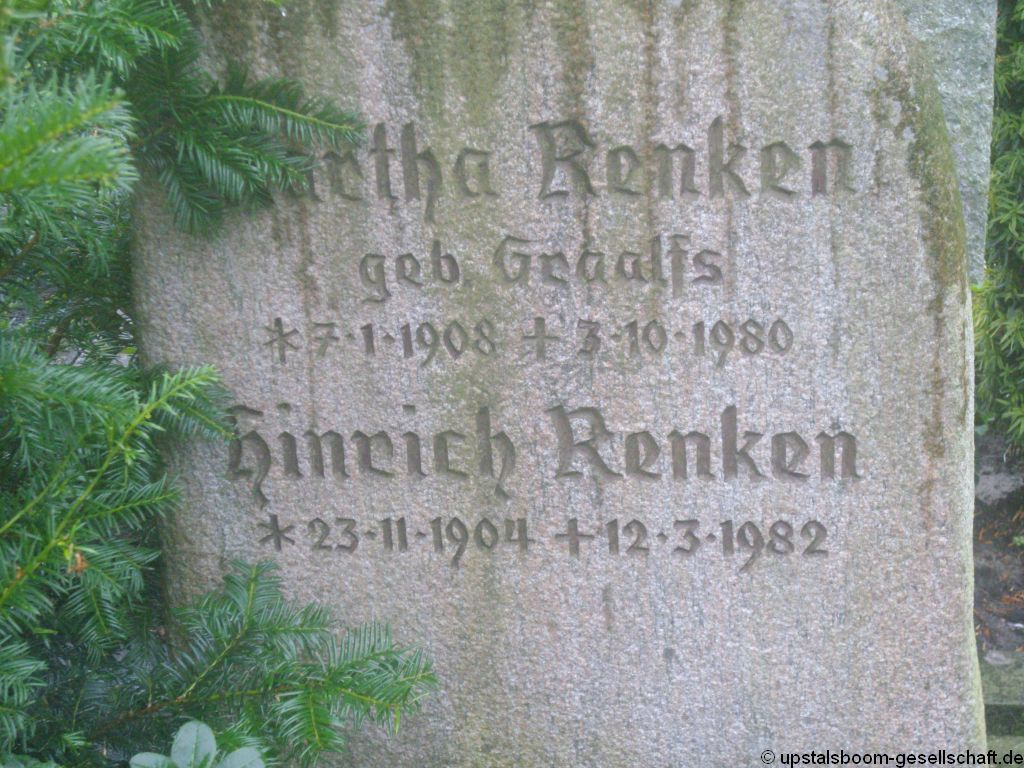 Renken
geb. Graalfs
* 7·1·1908 + 3·10·1980
Hinrich Renken
* 23·11·1904 + 12·3·1982
© upstalsboom-gesellschaft.de